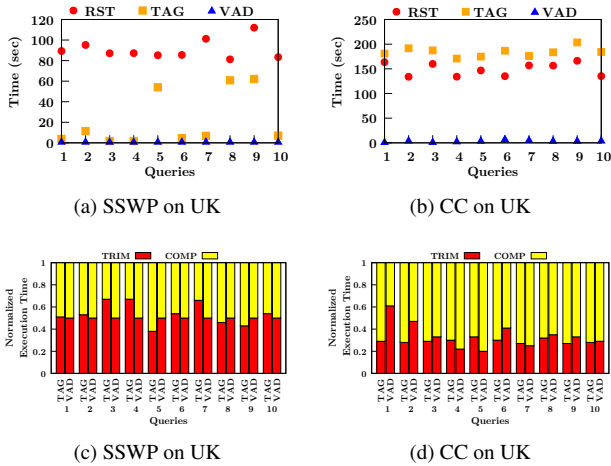 RST TAG VAD
120
100
80
60
40
20
0
Time (sec)
1 2 3 4 5 6 7 8 9 10
Queries
(a) SSWP on UK
RST TAG VAD
250
200
150
100
50
0
Time (sec)
1 2 3 4 5 6 7 8 9 10
Queries
(b) CC on UK
TRIM COMP
1
0.8
0.6
0.4
0.2
0
Normalized
Execution Time
TAG VAD TAG VAD TAG VAD TAG VAD TAG VAD TAG VAD TAG VAD TAG VAD TAG VAD TAG VAD
1 2 3 4 5 6 7 8 9 10
Queries
(c) SSWP on UK
TRIM COMP
1
0.8
0.6
0.4
0.2
0
Normalized
Execution Time
TAG VAD TAG VAD TAG VAD TAG VAD TAG VAD TAG VAD TAG VAD TAG VAD TAG VAD TAG VAD
1 2 3 4 5 6 7 8 9 10
Queries
(d) CC on UK